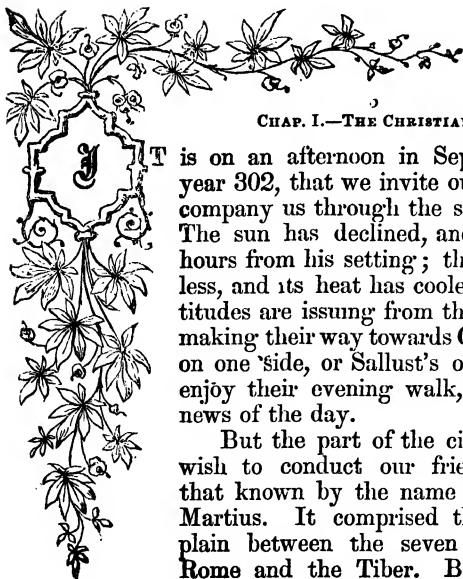 CHAP. I.—THE CHRISTIA
IT is on an afternoon in Sep
year 302, that we invite ou
company us through the s
The sun has declined, and
hours from his setting; th
less, and its heat has coole
titudes are issuing from th
making their way towards C
on one side, or Sallust's o
enjoy their evening walk,
news of the day.
But the part of the ci
wish to conduct our frie
that known by the name
Martius. It comprised th
plain between the seven
Rome and the Tiber. B